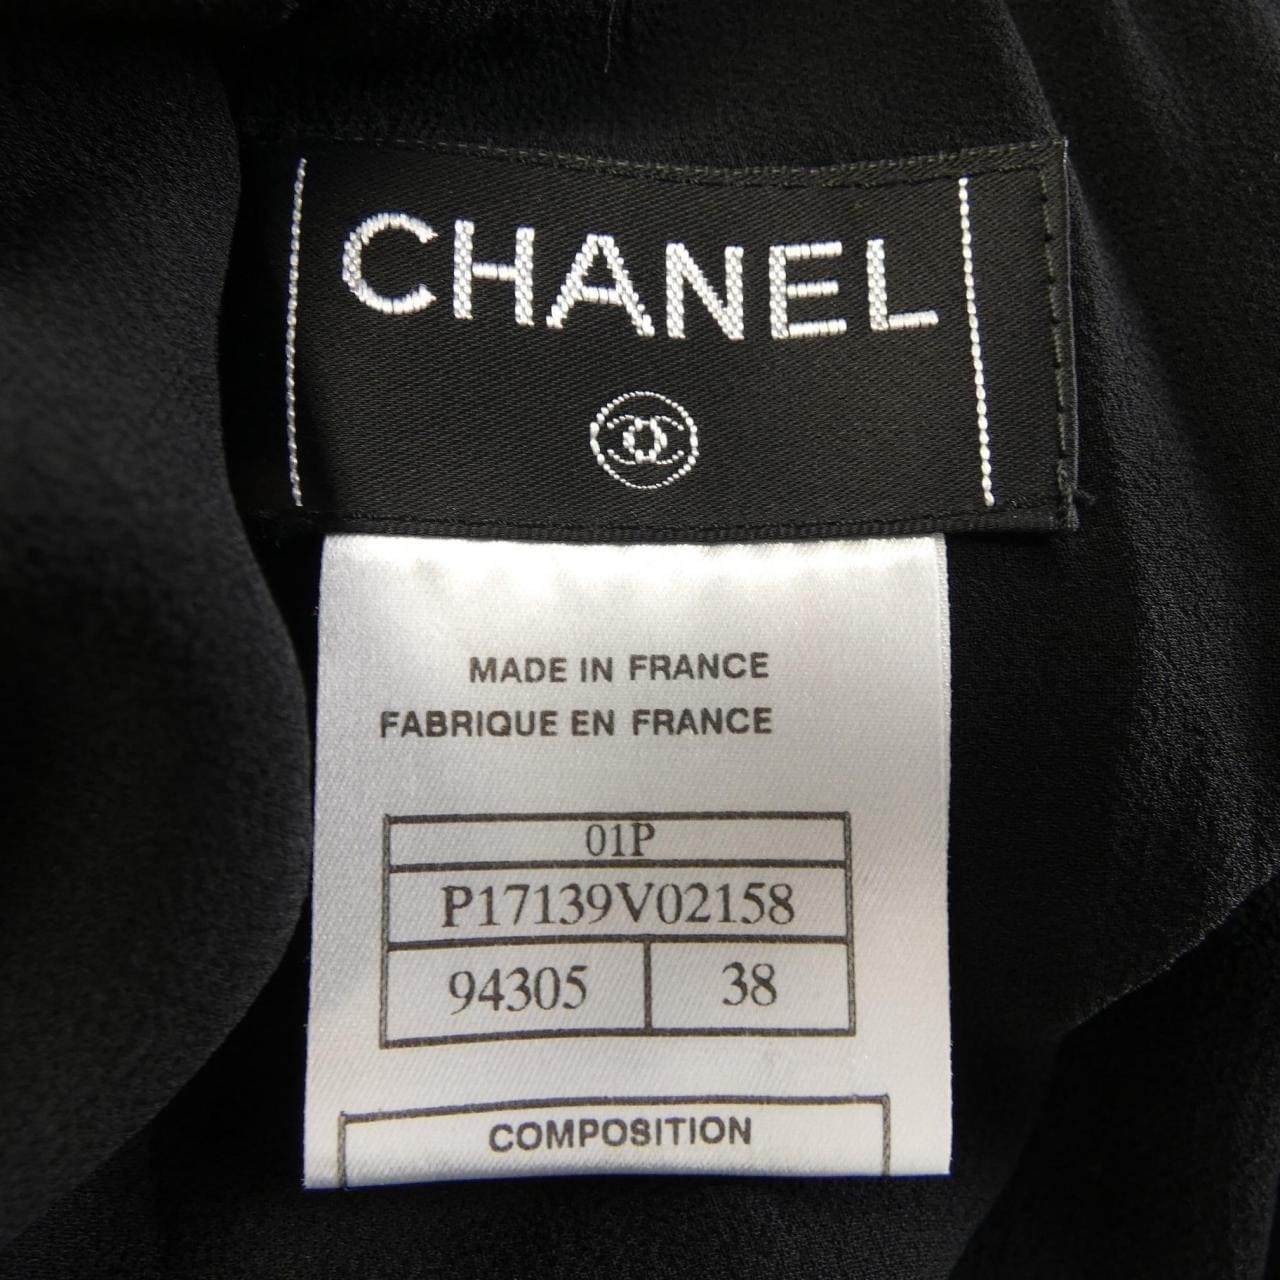 CHANEL
MADE IN FRANCE
FABRIQUE EN FRANCE
01P
P17139V02158
94305 38
COMPOSITION